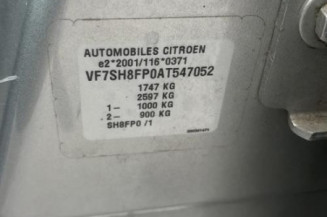 AUTOMOBILES CITROEN
e2*2001/116*0371
VF7SH8FP0AT547052
1747 KG
2597 KG
1- 1000 KG
2- 900 KG
SH8FP0 /1